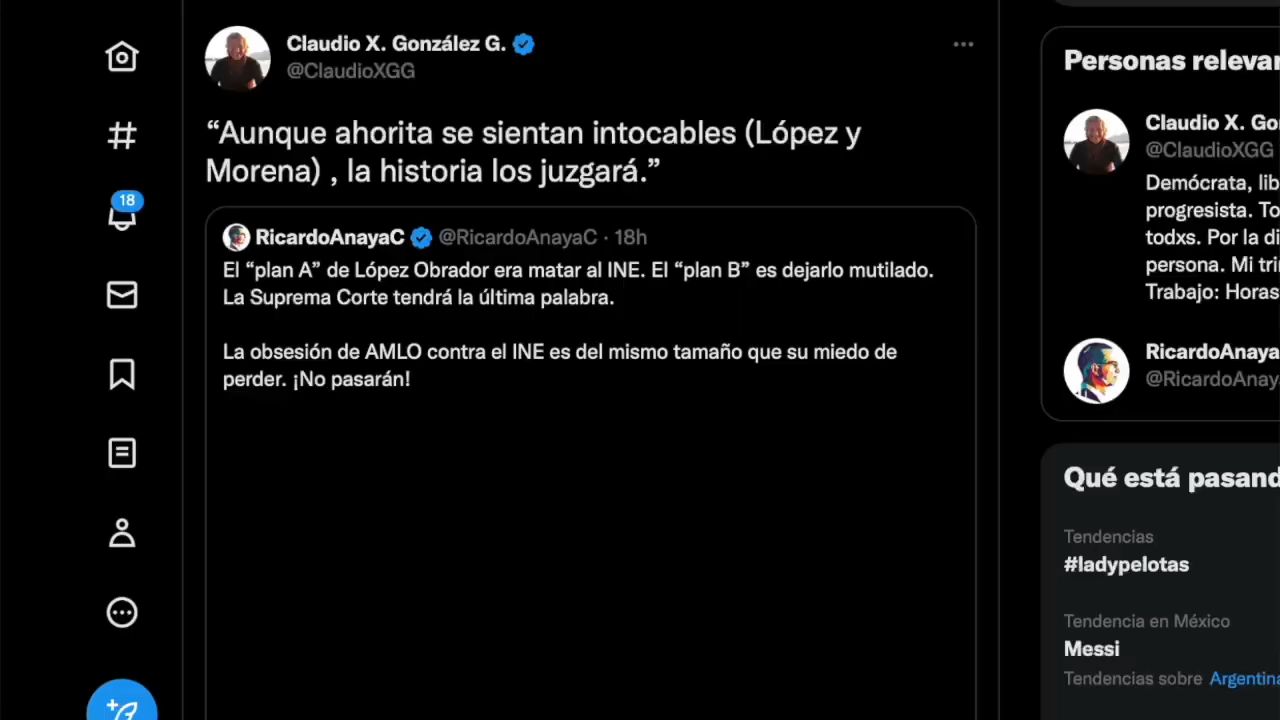 Claudio X. González G.
@ClaudioXGG
“Aunque ahorita se sientan intocables (López y
Morena) , la historia los juzgará.”
RicardoAnayaC @RicardoAnayaC · 18h
El “plan A” de López Obrador era matar al INE. El “plan B” es dejarlo mutilado.
La Suprema Corte tendrá la última palabra.
La obsesión de AMLO contra el INE es del mismo tamaño que su miedo de
perder. ¡No pasarán!
18
Personas relevan
Claudio X. Go
@ClaudioXGG
Demócrata, lib
progresista. To
todxs. Por la di
persona. Mi tri
Trabajo: Horas
RicardoAnaya
@RicardoAnay
Qué está pasand
Tendencias
#ladypelotas
Tendencia en México
Messi
Tendencias sobre Argentina